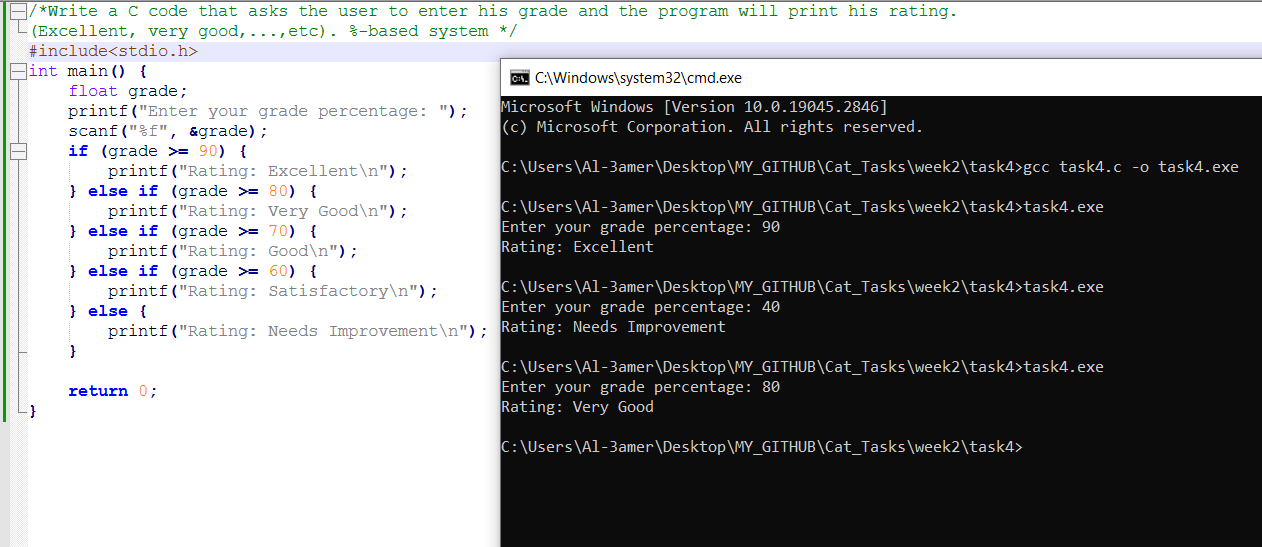 /*Write a C code that asks the user to enter his grade and the program will print his rating.
(Excellent, very good,...,etc). %-based system */
#include<stdio.h>
int main() {
    float grade;
    printf("Enter your grade percentage: ");
    scanf("%f", &grade);
    if (grade >= 90) {
        printf("Rating: Excellent\n");
    } else if (grade >= 80) {
        printf("Rating: Very Good\n");
    } else if (grade >= 70) {
        printf("Rating: Good\n");
    } else if (grade >= 60) {
        printf("Rating: Satisfactory\n");
    } else {
        printf("Rating: Needs Improvement\n");
    }
    return 0;
}
C:\Windows\system32\cmd.exe
Microsoft Windows [Version 10.0.19045.2846]
(c) Microsoft Corporation. All rights reserved.
C:\Users\Al-3amer\Desktop\MY_GITHUB\Cat_Tasks\week2\task4>gcc task4.c -o task4.exe
C:\Users\Al-3amer\Desktop\MY_GITHUB\Cat_Tasks\week2\task4>task4.exe
Enter your grade percentage: 90
Rating: Excellent
C:\Users\Al-3amer\Desktop\MY_GITHUB\Cat_Tasks\week2\task4>task4.exe
Enter your grade percentage: 40
Rating: Needs Improvement
C:\Users\Al-3amer\Desktop\MY_GITHUB\Cat_Tasks\week2\task4>task4.exe
Enter your grade percentage: 80
Rating: Very Good
C:\Users\Al-3amer\Desktop\MY_GITHUB\Cat_Tasks\week2\task4>